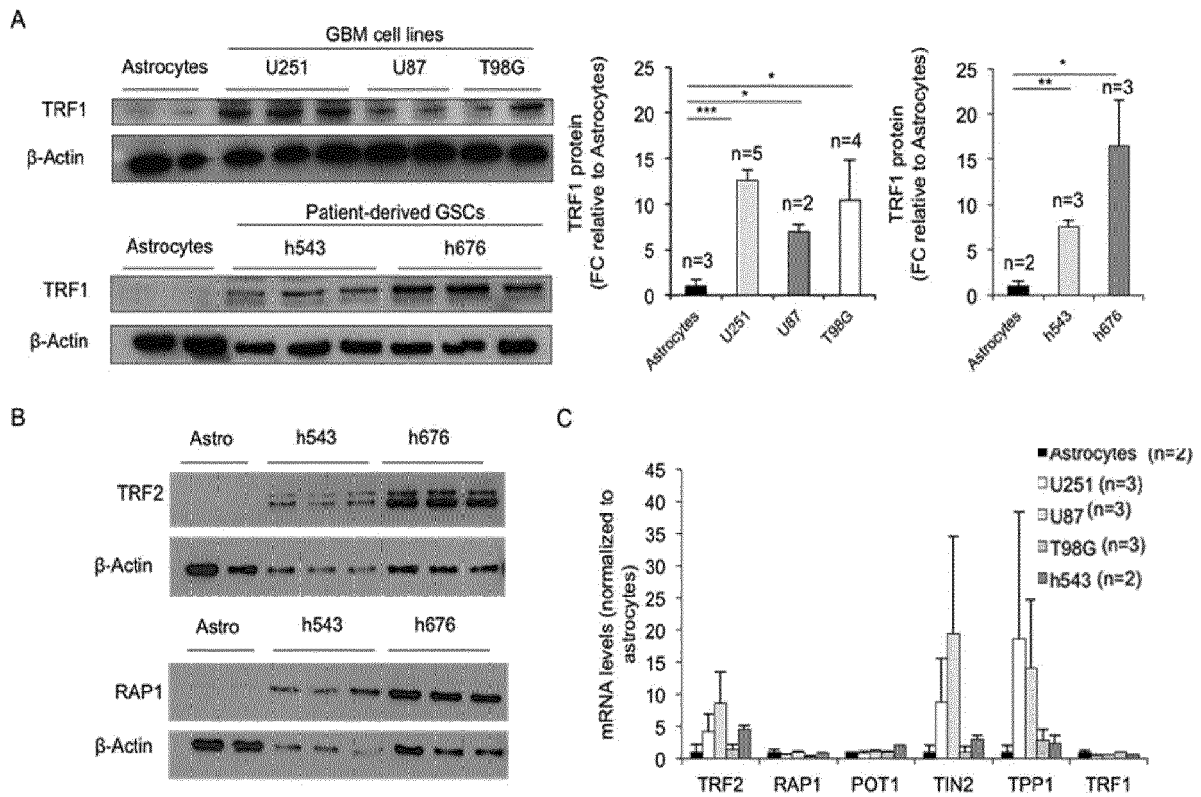 A
GBM cell lines
Astrocytes U251 U87 T98G
TRF1
β-Actin
Patient-derived GSCs
Astrocytes h543 h676
TRF1
β-Actin
TRF1 protein
(FC relative to Astrocytes)
25
20
15
10
5
0
*
*
***
n=3
n=5
n=2
n=4
Astrocytes
U251
U87
T98G
TRF1 protein
(FC relative to Astrocytes)
25
20
15
10
5
0
*
**
n=2
n=3
n=3
Astrocytes
h543
h676
B
Astro h543 h676
TRF2
β-Actin
Astro h543 h676
RAP1
β-Actin
C
mRNA levels (normalized to
astrocytes)
45
40
35
30
25
20
15
10
5
0
Astrocytes (n=2)
U251 (n=3)
U87 (n=3)
T98G (n=3)
h543 (n=2)
TRF2 RAP1 POT1 TIN2 TPP1 TRF1